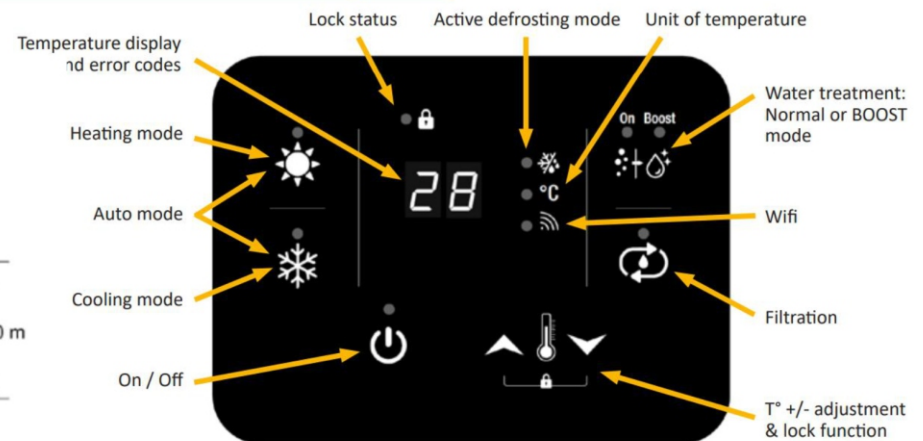 Lock status
Active defrosting mode
Unit of temperature
Temperature display
nd error codes
Water treatment:
Normal or BOOST
mode
On Boost
Heating mode
28
°C
Auto mode
Wifi
Cooling mode
0 m
Filtration
On / Off
T° +/- adjustment
& lock function